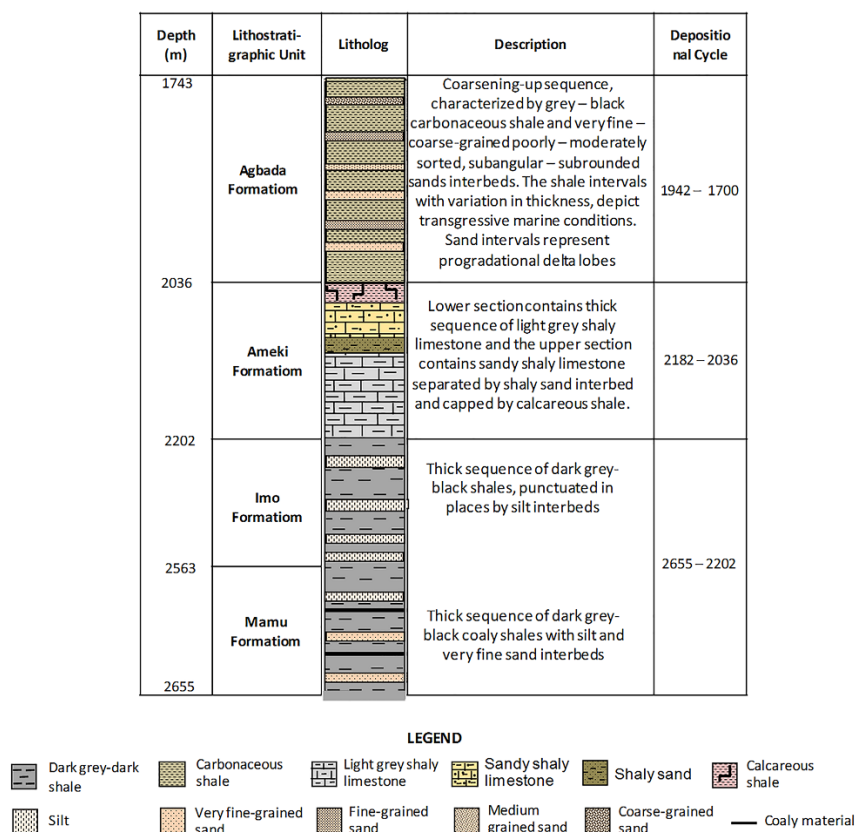 Depth
(m)
Lithostrati-
graphic Unit
Litholog
Description
Depositio
nal Cycle
1743
Agbada
Formatiom
Coarsening-up sequence,
characterized by grey – black
carbonaceous shale and very fine –
coarse-grained poorly – moderately
sorted, subangular – subrounded
sands interbeds. The shale intervals
with variation in thickness, depict
transgressive marine conditions.
Sand intervals represent
progradational delta lobes
1942 – 1700
2036
Ameki
Formatiom
Lower section contains thick
sequence of light grey shaly
limestone and the upper section
contains sandy shaly limestone
separated by shaly sand interbed
and capped by calcareous shale.
2182 – 2036
2202
Imo
Formatiom
Thick sequence of dark grey-
black shales, punctuated in
places by silt interbeds
2655 – 2202
2563
Mamu
Formatiom
Thick sequence of dark grey-
black coaly shales with silt and
very fine sand interbeds
2655
LEGEND
Dark grey-dark
shale
Carbonaceous
shale
Light grey shaly
limestone
Sandy shaly
limestone
Shaly sand
Calcareous
shale
Silt
Very fine-grained
sand
Fine-grained
sand
Medium
grained sand
Coarse-grained
sand
Coaly material